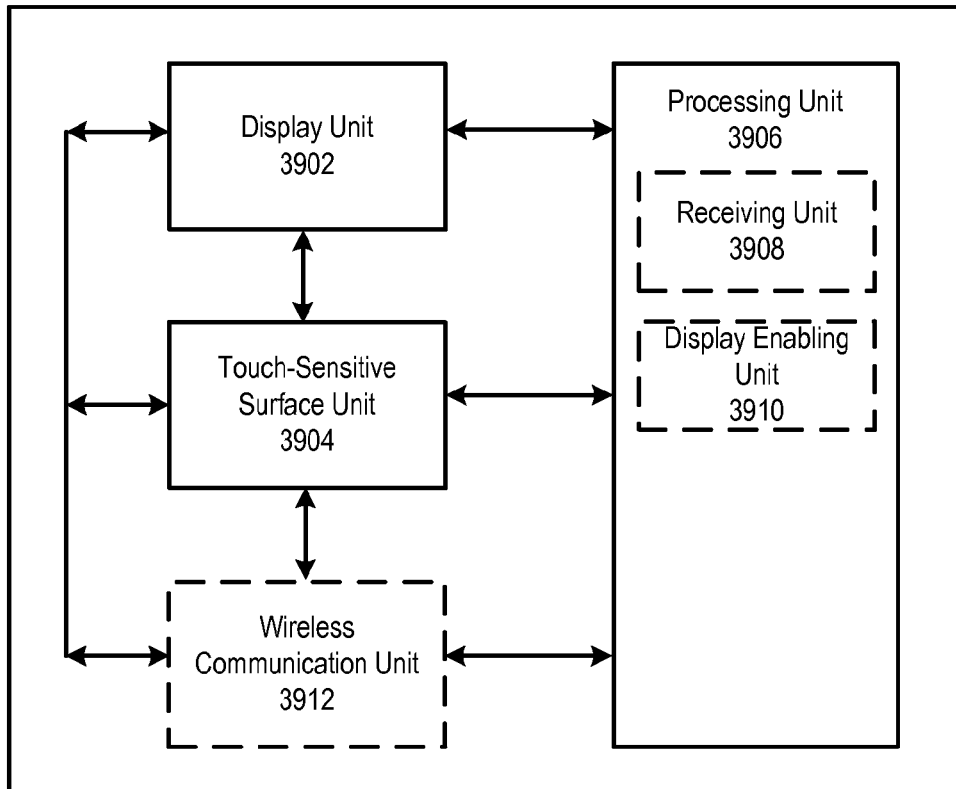 Display Unit
3902
Touch-Sensitive
Surface Unit
3904
Wireless
Communication Unit
3912
Processing Unit
3906
Receiving Unit
3908
Display Enabling
Unit
3910